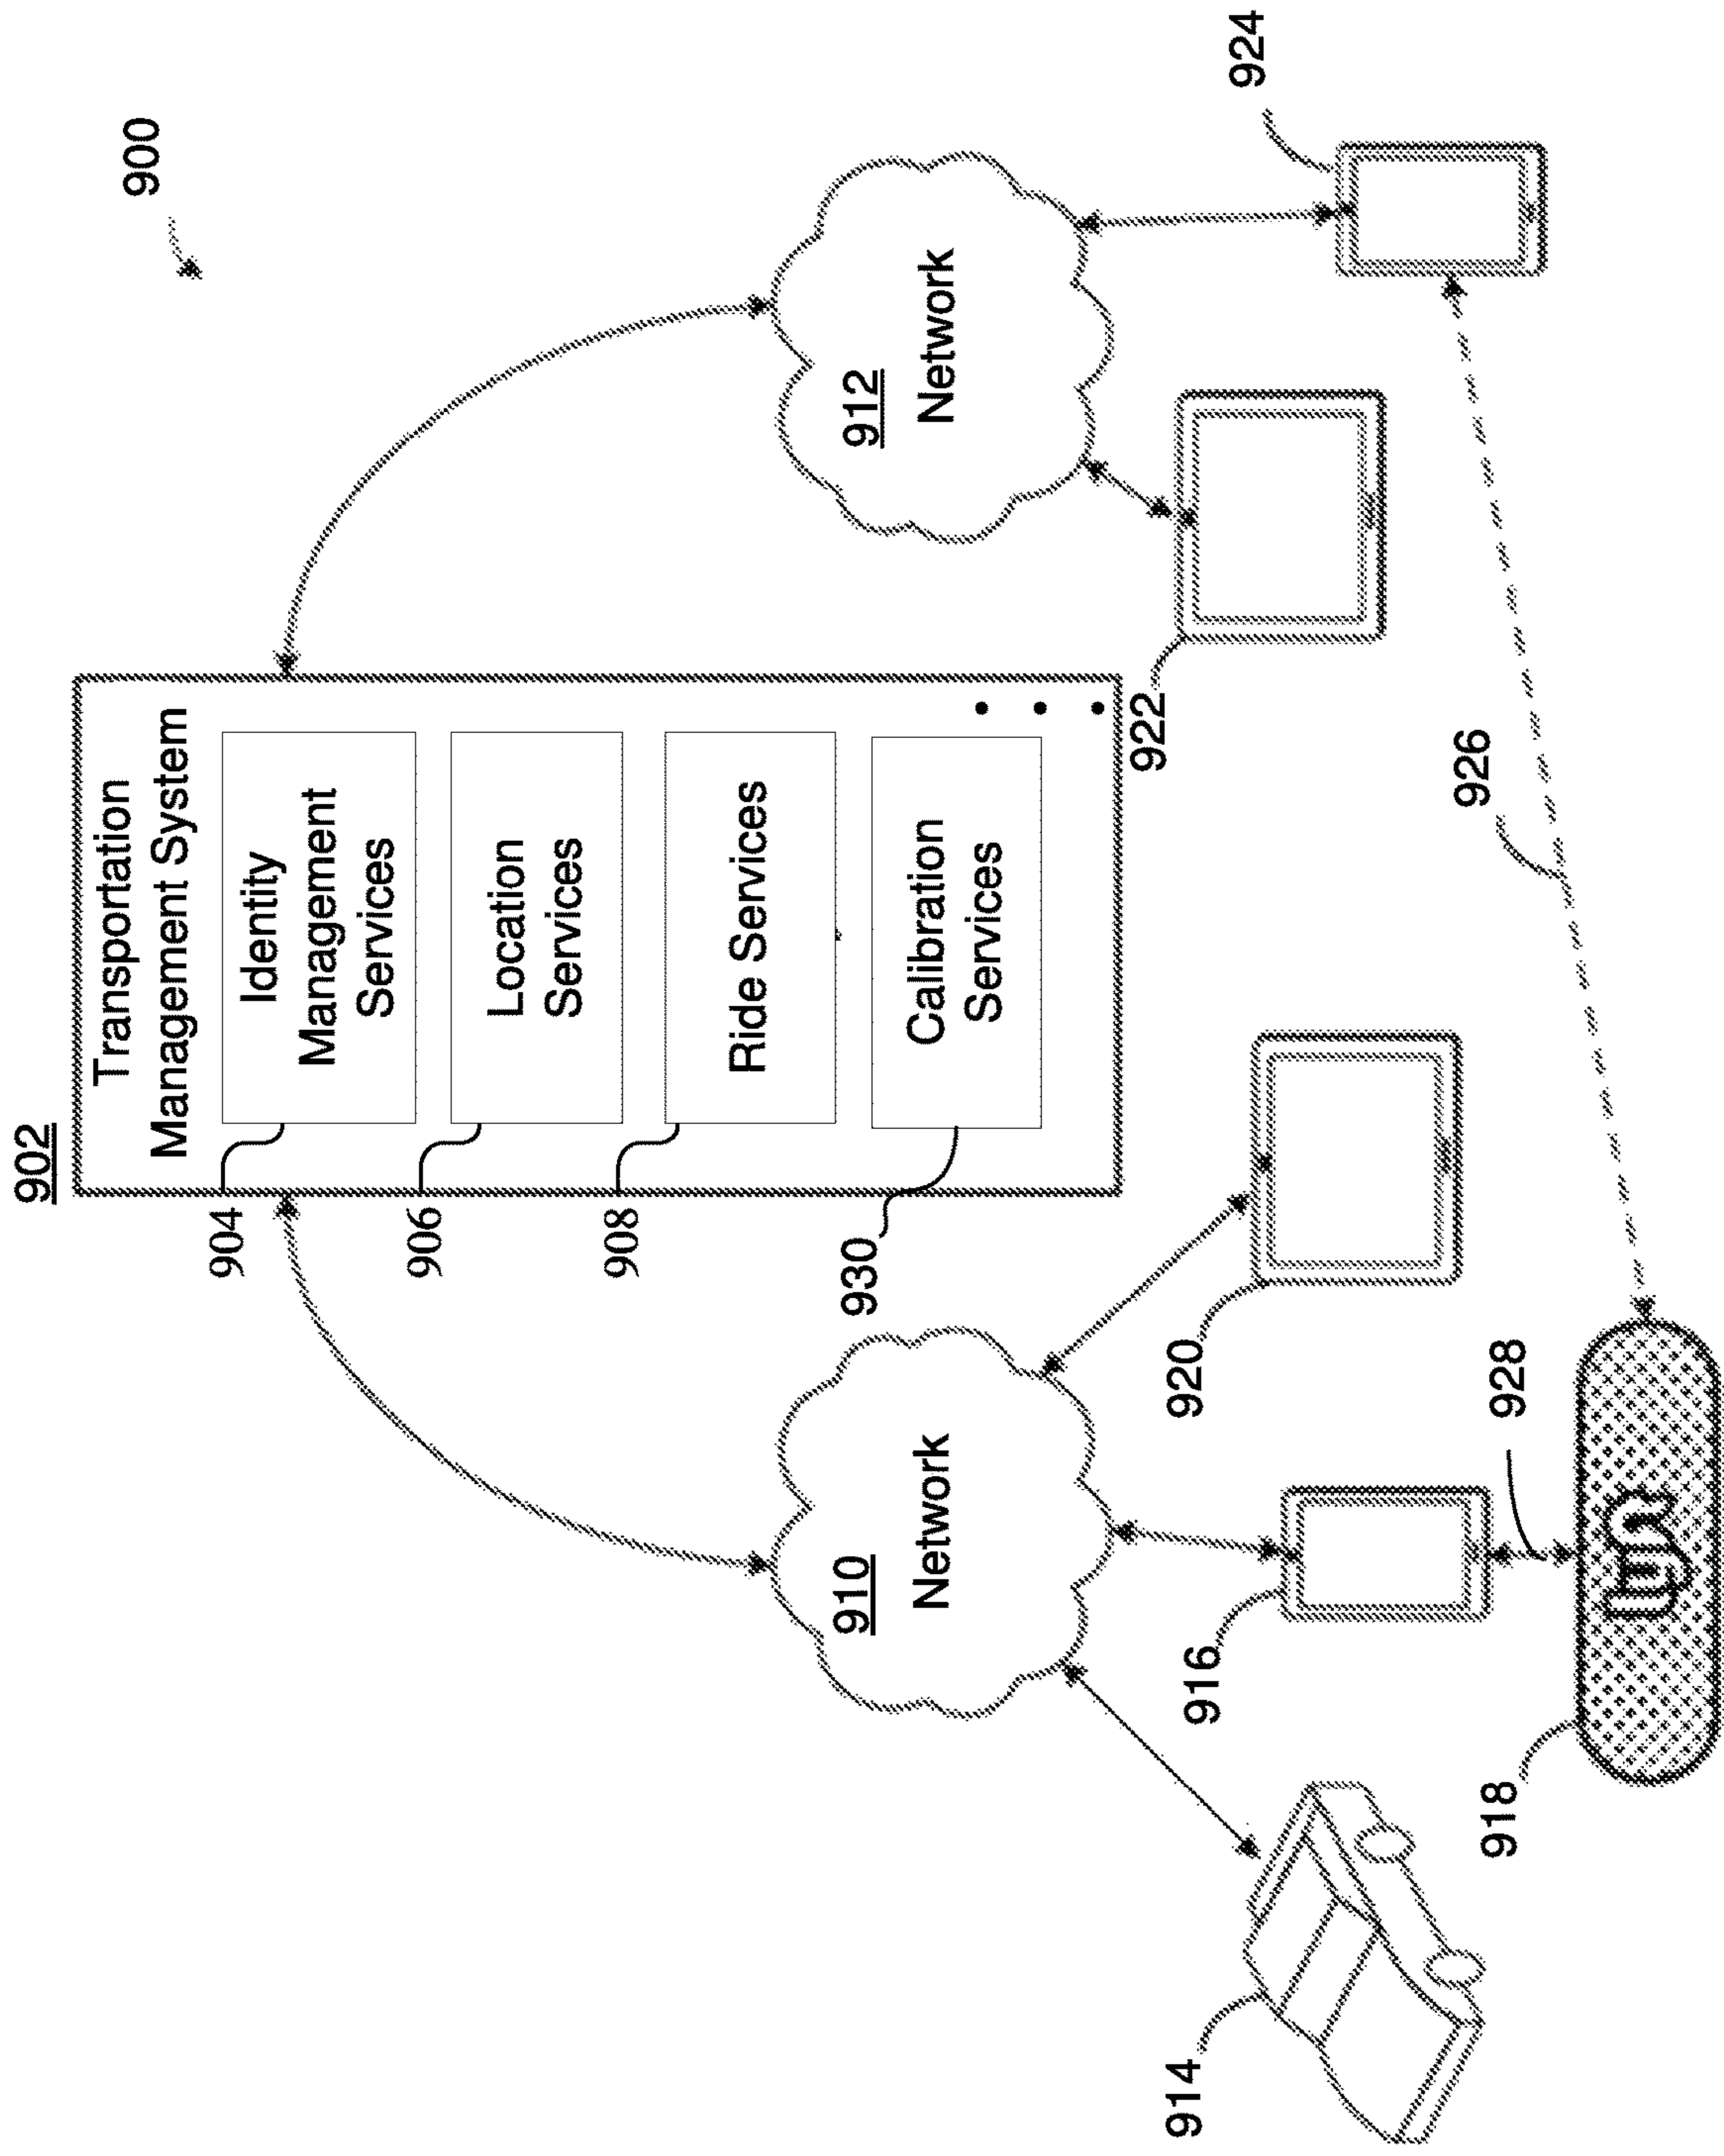 900
902
Transportation
Management System
904
Identity
Management
Services
906
Location
Services
908
Ride Services
930
Calibration
Services
910
Network
912
Network
914
916
918
920
922
924
926
928